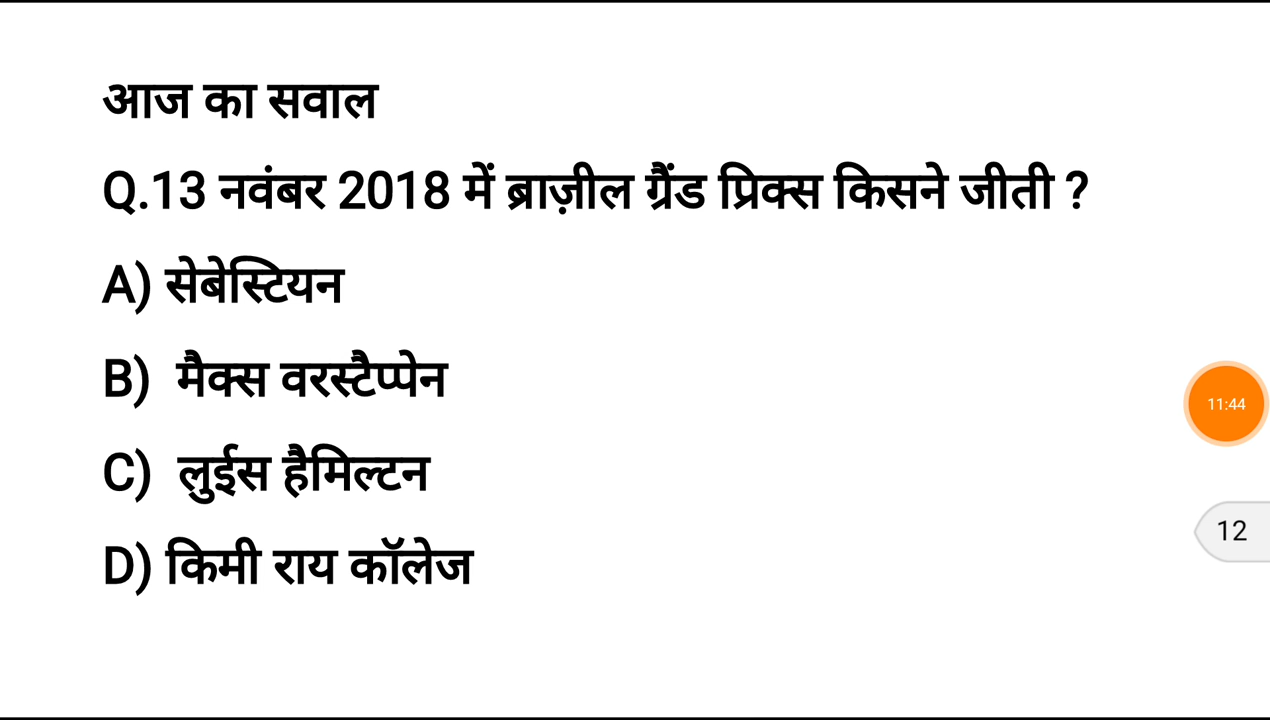 आज का सवाल
Q.13 नवंबर 2018 में ब्राज़ील ग्रैंड प्रिक्स किसने जीती ?
A) सेबेस्टियन
B) मैक्स वरस्टैप्पेन
C) लुईस हैमिल्टन
D) किमी राय कॉलेज
11:44
12